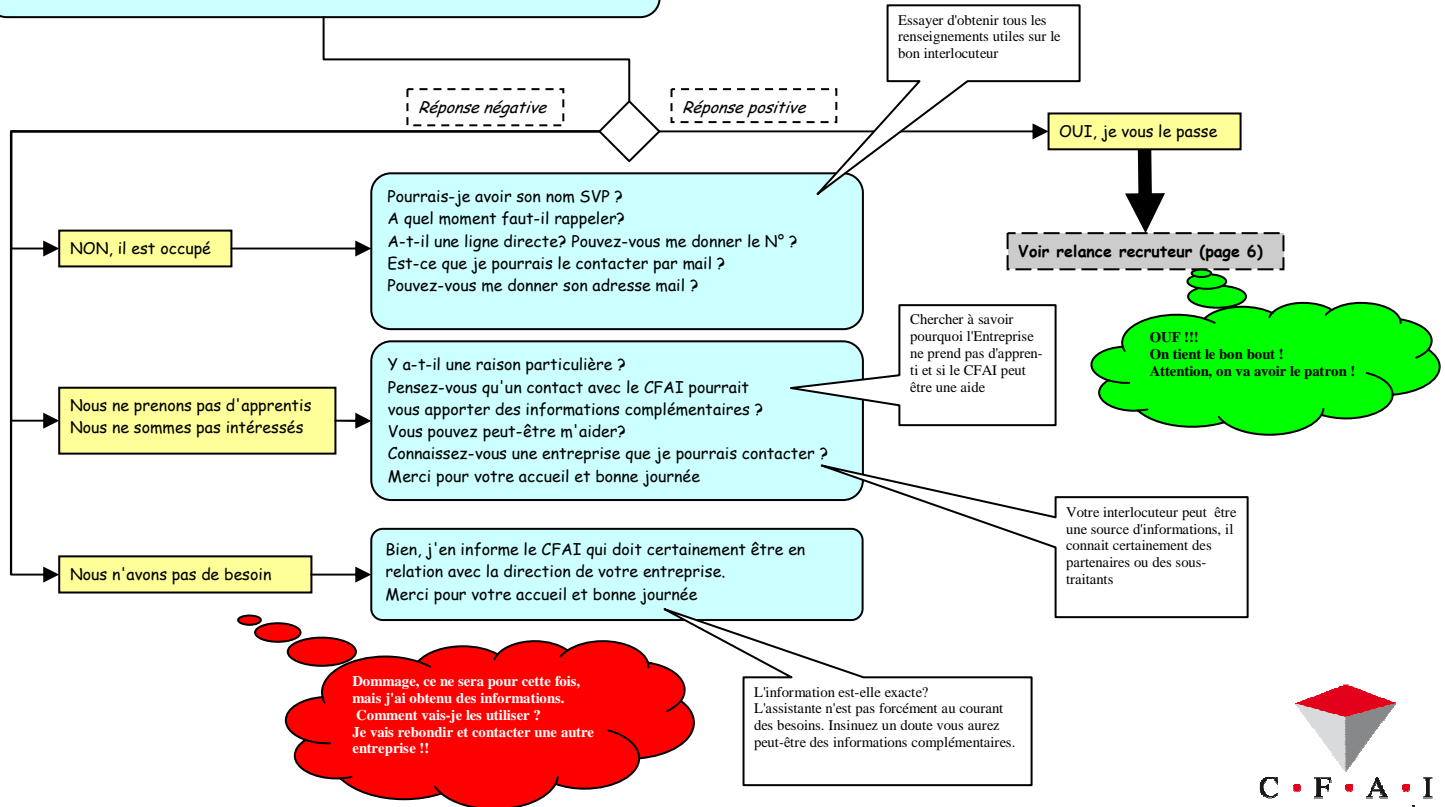 Essayer d'obtenir tous les
renseignements utiles sur le
bon interlocuteur
Réponse négative
Réponse positive
OUI, je vous le passe
Voir relance recruteur (page 6)
OUF !!!
On tient le bon bout !
Attention, on va avoir le patron !
NON, il est occupé
Pourrais-je avoir son nom SVP ?
A quel moment faut-il rappeler?
A-t-il une ligne directe? Pouvez-vous me donner le N° ?
Est-ce que je pourrais le contacter par mail ?
Pouvez-vous me donner son adresse mail ?
Nous ne prenons pas d'apprentis
Nous ne sommes pas intéressés
Y a-t-il une raison particulière ?
Pensez-vous qu'un contact avec le CFAI pourrait
vous apporter des informations complémentaires ?
Vous pouvez peut-être m'aider?
Connaissez-vous une entreprise que je pourrais contacter ?
Merci pour votre accueil et bonne journée
Chercher à savoir
pourquoi l'Entreprise
ne prend pas d'appren-
ti et si le CFAI peut
être une aide
Votre interlocuteur peut être
une source d'informations, il
connait certainement des
partenaires ou des sous-
traitants
Nous n'avons pas de besoin
Bien, j'en informe le CFAI qui doit certainement être en
relation avec la direction de votre entreprise.
Merci pour votre accueil et bonne journée
Dommage, ce ne sera pour cette fois,
mais j'ai obtenu des informations.
Comment vais-je les utiliser ?
Je vais rebondir et contacter une autre
entreprise !!
L'information est-elle exacte?
L'assistante n'est pas forcément au courant
des besoins. Insinuez un doute vous aurez
peut-être des informations complémentaires.
C • F • A • I